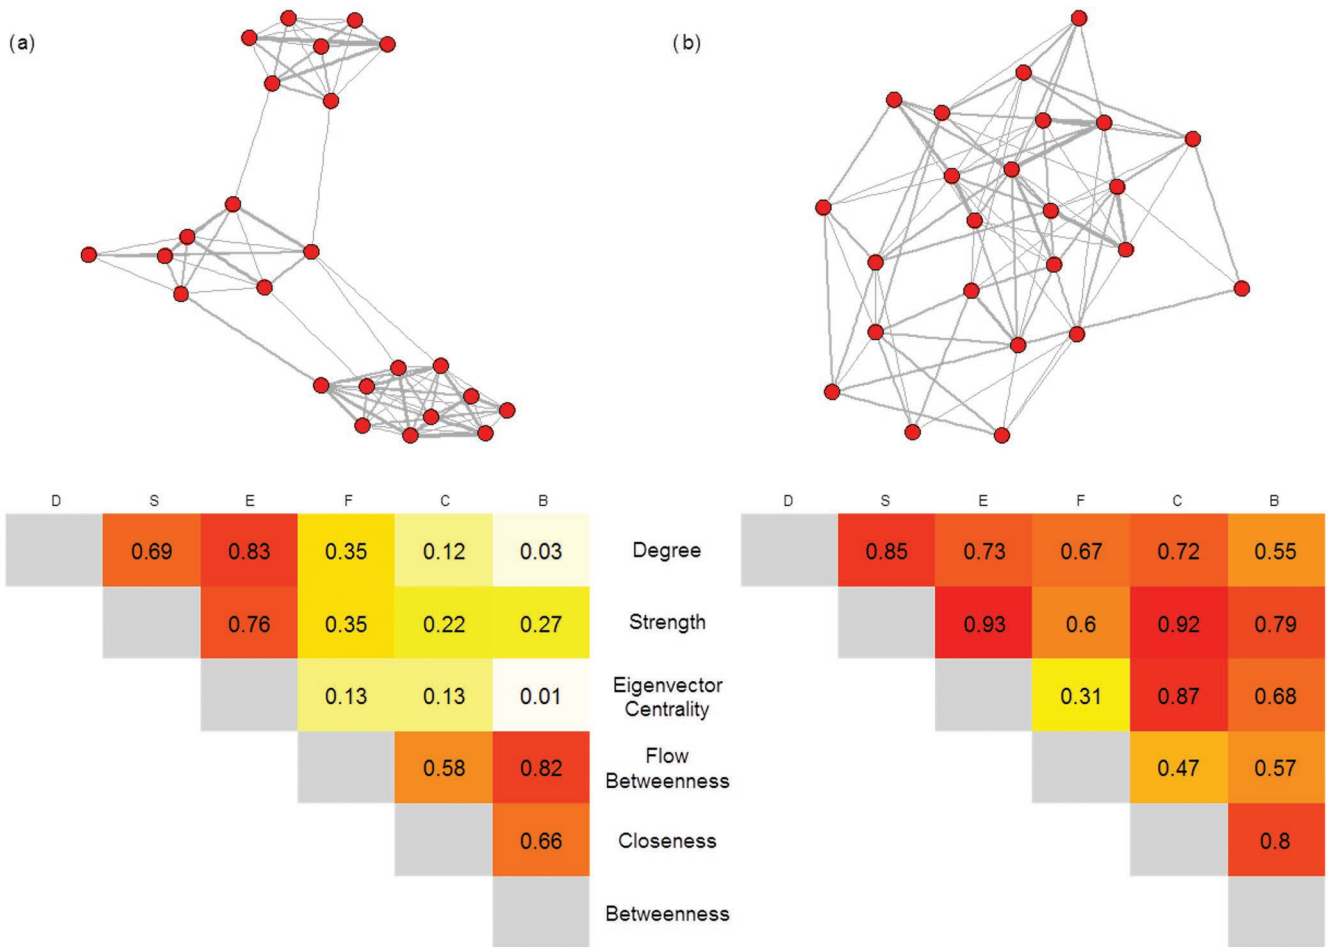 (a)
(b)
D S E F C B
D S E F C B
0.69 0.83 0.35 0.12 0.03
Degree
0.85 0.73 0.67 0.72 0.55
0.76 0.35 0.22 0.27
Strength
0.93 0.6 0.92 0.79
0.13 0.13 0.01
Eigenvector
Centrality
0.31 0.87 0.68
0.58 0.82
Flow
Betweenness
0.47 0.57
0.66
Closeness
0.8
Betweenness